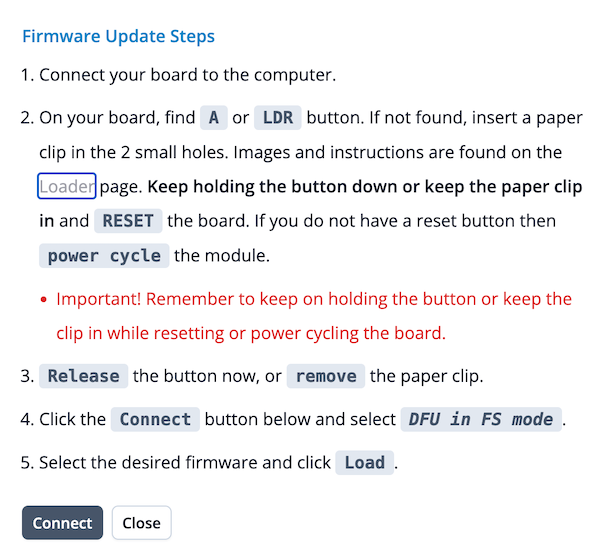 Firmware Update Steps
1. Connect your board to the computer.
2. On your board, find A or LDR button. If not found, insert a paper
clip in the 2 small holes. Images and instructions are found on the
Loader page. Keep holding the button down or keep the paper clip
in and RESET the board. If you do not have a reset button then
power cycle the module.
• Important! Remember to keep on holding the button or keep the
clip in while resetting or power cycling the board.
3. Release the button now, or remove the paper clip.
4. Click the Connect button below and select DFU in FS mode.
5. Select the desired firmware and click Load.
Connect Close